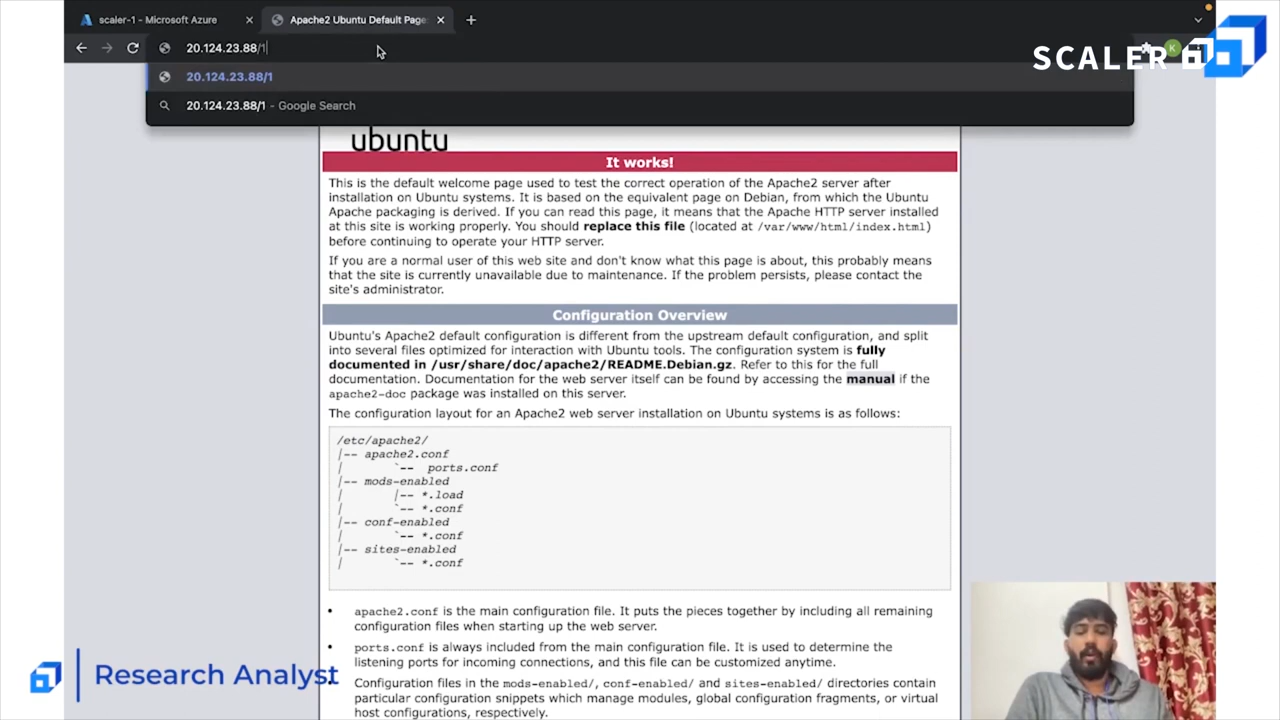 scaler-1 - Microsoft Azure
Apache2 Ubuntu Default Page
20.124.23.88/1
SCALER
K
20.124.23.88/1
20.124.23.88/1 - Google Search
ubuntu
It works!
This is the default welcome page used to test the correct operation of the Apache2 server after
installation on Ubuntu systems. It is based on the equivalent page on Debian, from which the Ubuntu
Apache packaging is derived. If you can read this page, it means that the Apache HTTP server installed
at this site is working properly. You should replace this file (located at /var/www/html/index.html)
before continuing to operate your HTTP server.
If you are a normal user of this web site and don't know what this page is about, this probably means
that the site is currently unavailable due to maintenance. If the problem persists, please contact the
site's administrator.
Configuration Overview
Ubuntu's Apache2 default configuration is different from the upstream default configuration, and split
into several files optimized for interaction with Ubuntu tools. The configuration system is fully
documented in /usr/share/doc/apache2/README.Debian.gz. Refer to this for the full
documentation. Documentation for the web server itself can be found by accessing the manual if the
apache2-doc package was installed on this server.
The configuration layout for an Apache2 web server installation on Ubuntu systems is as follows:
/etc/apache2/
|-- apache2.conf
|       `--  ports.conf
|-- mods-enabled
|       |-- *.load
|       `-- *.conf
|-- conf-enabled
|       `-- *.conf
|-- sites-enabled
|       `-- *.conf
• apache2.conf is the main configuration file. It puts the pieces together by including all remaining
configuration files when starting up the web server.
• ports.conf is always included from the main configuration file. It is used to determine the
listening ports for incoming connections, and this file can be customized anytime.
• Configuration files in the mods-enabled/, conf-enabled/ and sites-enabled/ directories contain
particular configuration snippets which manage modules, global configuration fragments, or virtual
host configurations, respectively.
Research Analyst